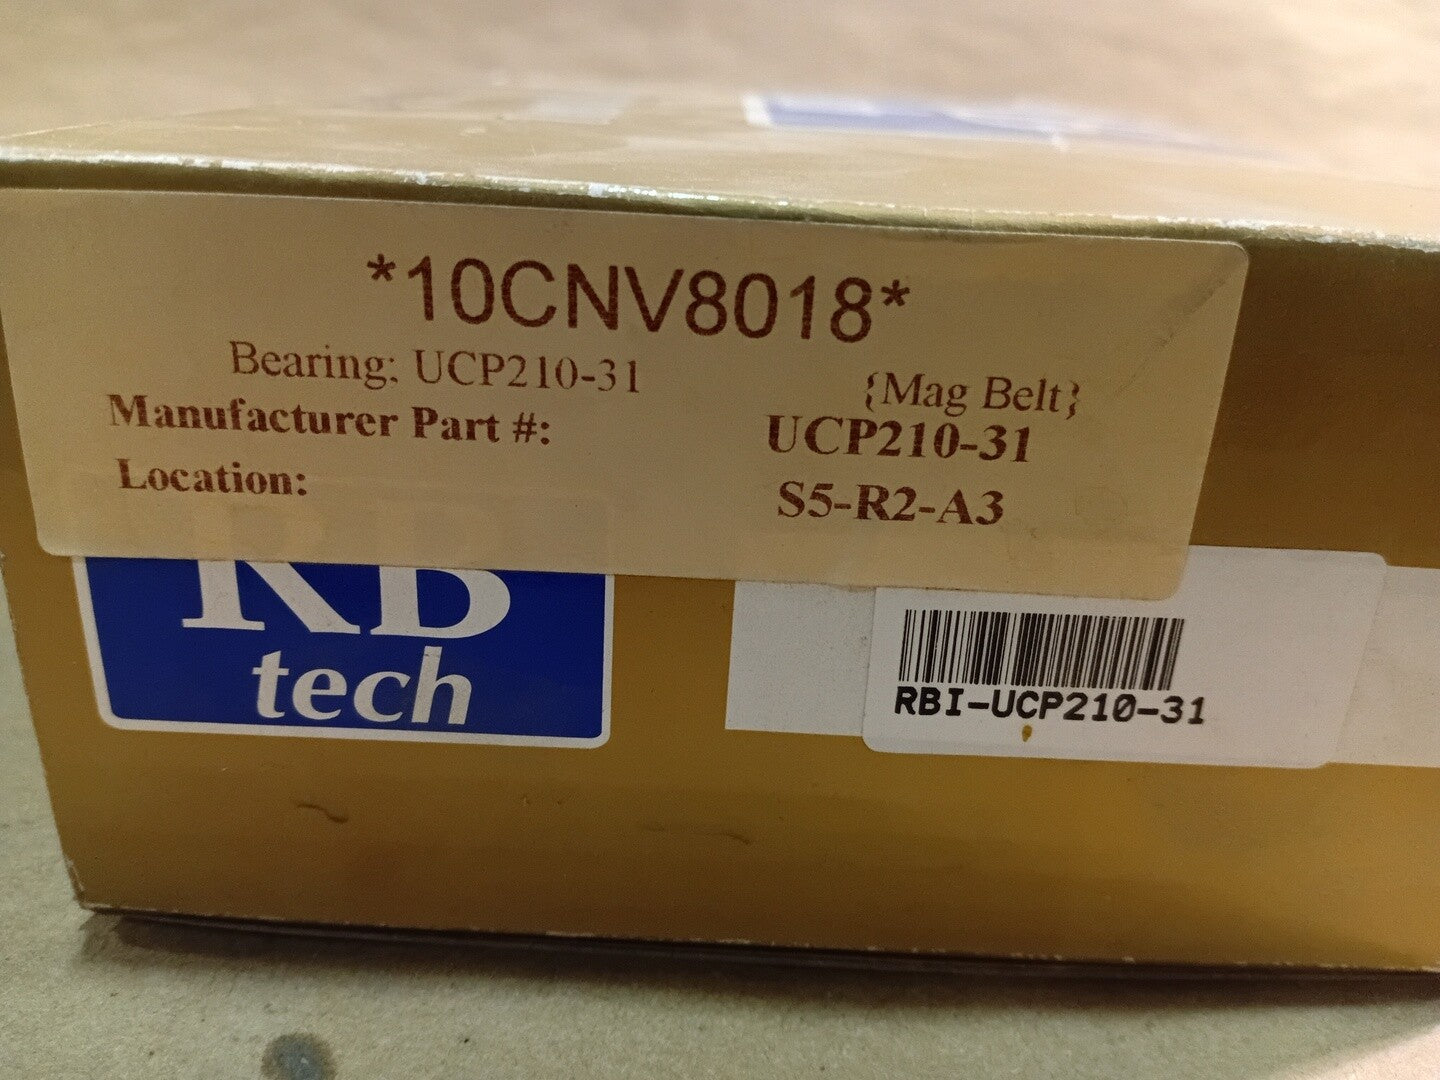 *10CNV8018*
Bearing: UCP210-31 {Mag Belt}
Manufacturer Part #: UCP210-31
Location: S5-R2-A3
tech
RBI-UCP210-31